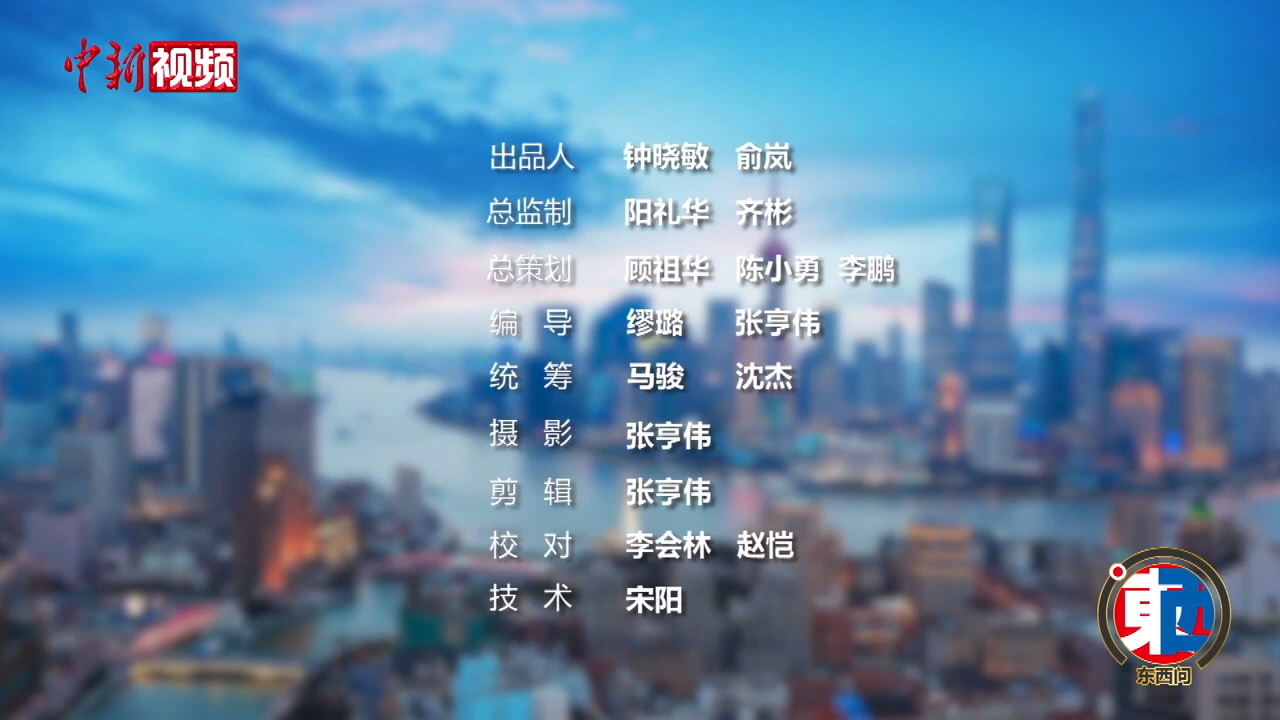 中新视频
出品人 钟晓敏 俞岚
总监制 阳礼华 齐彬
总策划 顾祖华 陈小勇 李鹏
编 导 缪璐 张亨伟
统 筹 马骏 沈杰
摄 影 张亨伟
剪 辑 张亨伟
校 对 李会林 赵恺
技 术 宋阳
东西问